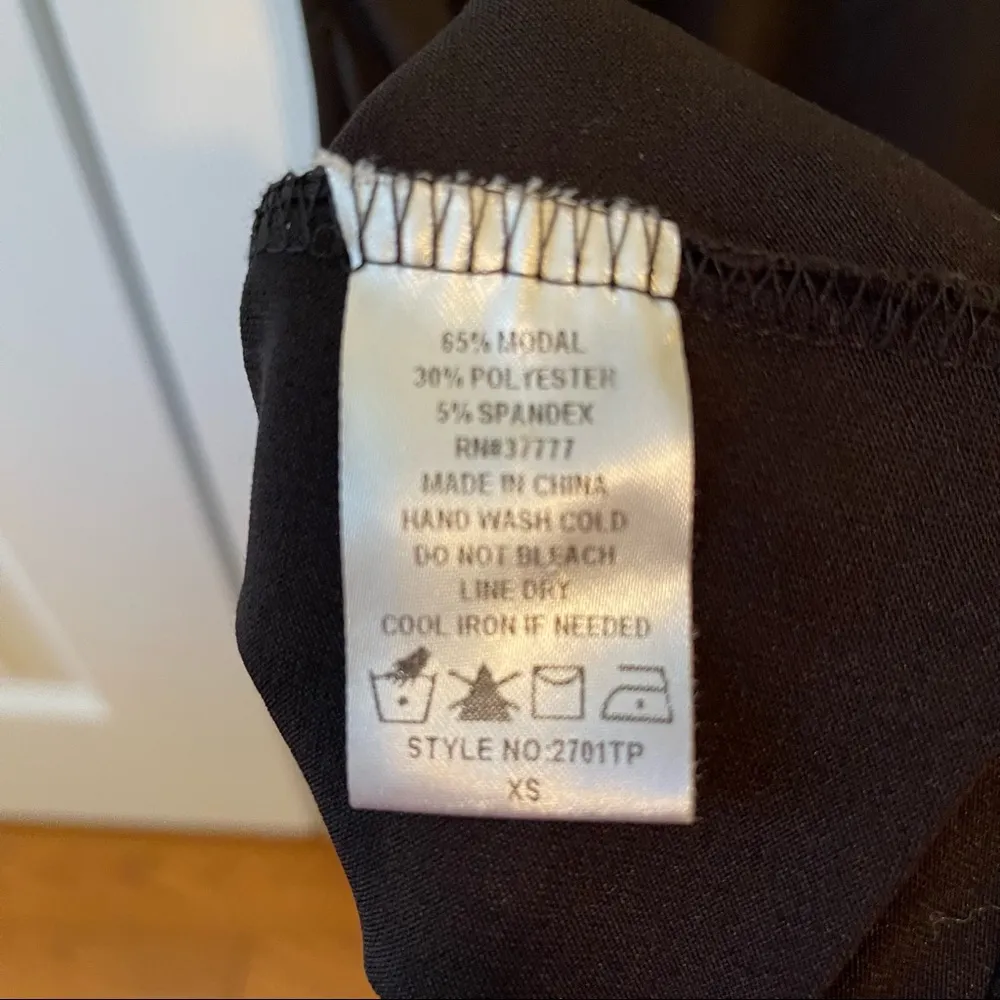 65% MODAL
30% POLYESTER
5% SPANDEX
RN#37777
MADE IN CHINA
HAND WASH COLD
DO NOT BLEACH
LINE DRY
COOL IRON IF NEEDED
STYLE NO:2701TP
XS